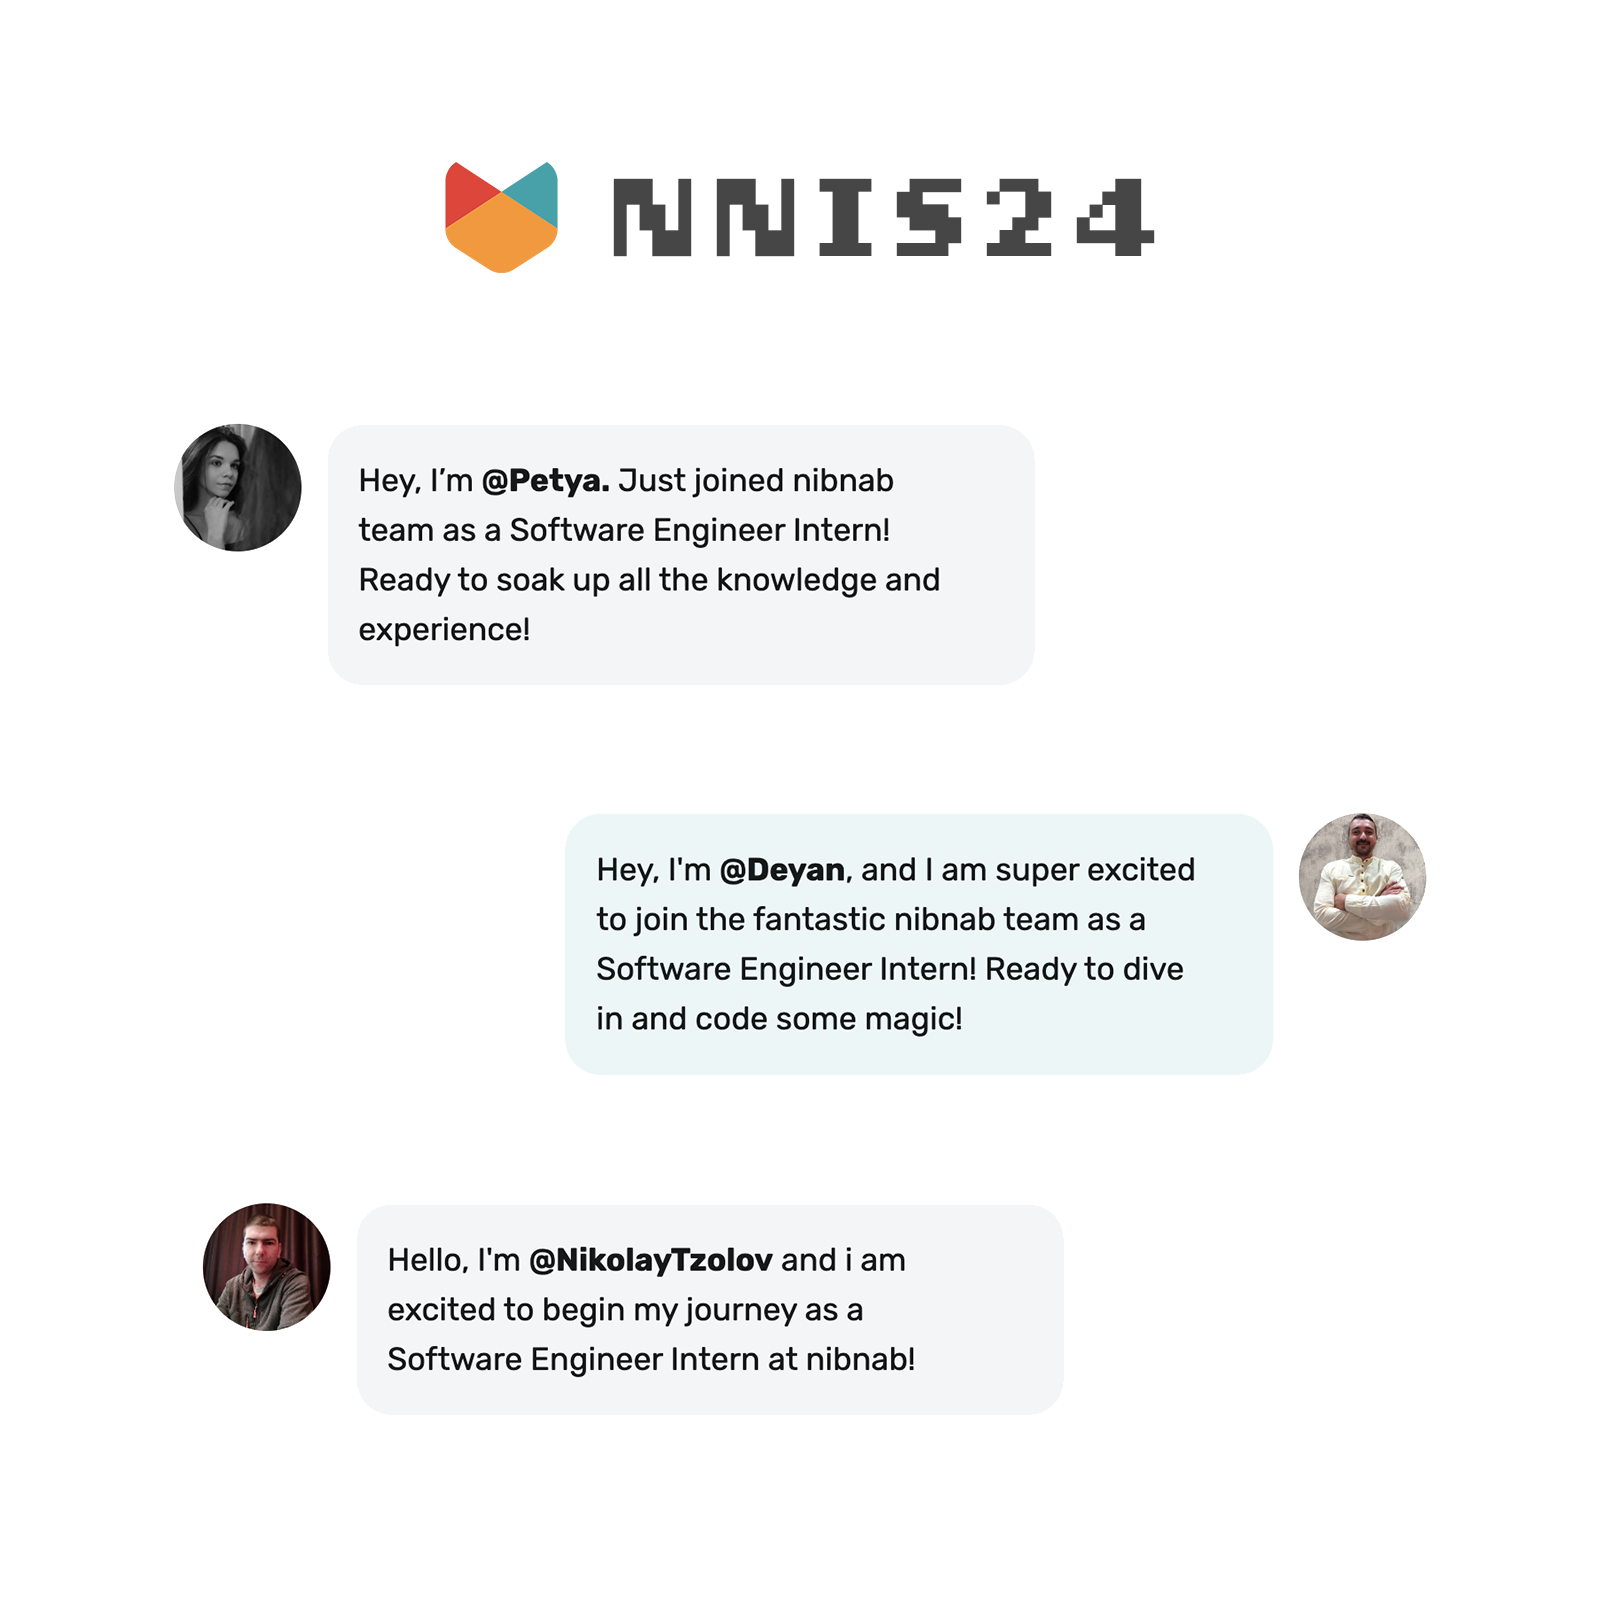 NNIS24
Hey, I’m @Petya. Just joined nibnab
team as a Software Engineer Intern!
Ready to soak up all the knowledge and
experience!
Hey, I'm @Deyan, and I am super excited
to join the fantastic nibnab team as a
Software Engineer Intern! Ready to dive
in and code some magic!
Hello, I'm @NikolayTzolov and i am
excited to begin my journey as a
Software Engineer Intern at nibnab!